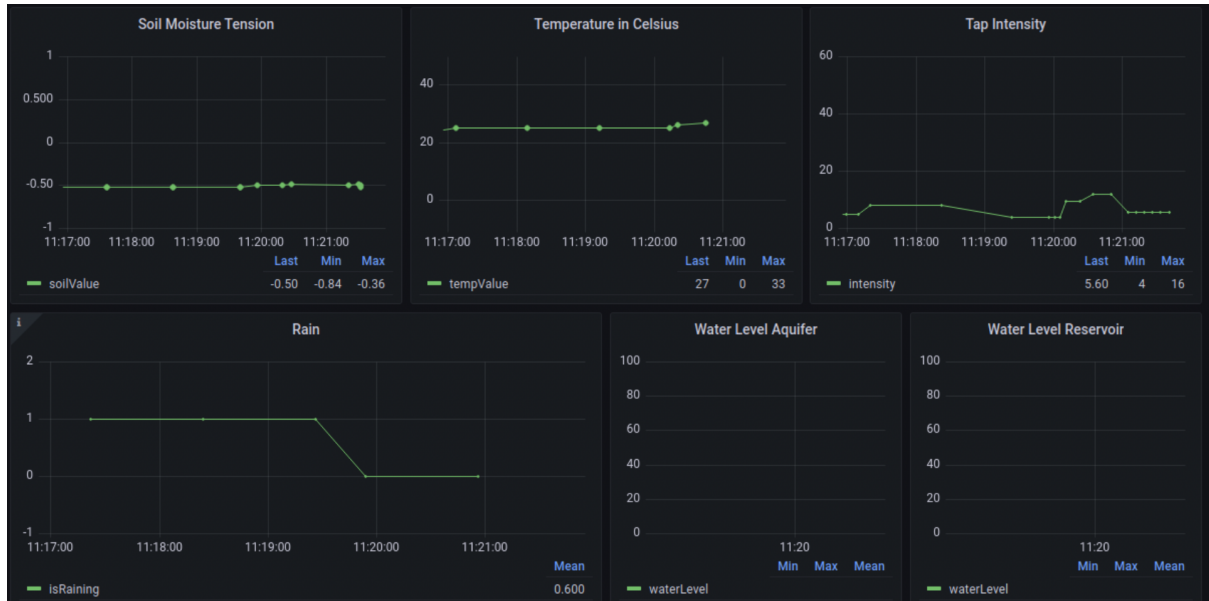 Soil Moisture Tension
1
0.500
0
-0.50
-1
11:17:00 11:18:00 11:19:00 11:20:00 11:21:00
Last Min Max
soilValue -0.50 -0.84 -0.36
Temperature in Celsius
40
20
0
11:17:00 11:18:00 11:19:00 11:20:00 11:21:00
Last Min Max
tempValue 27 0 33
Tap Intensity
60
40
20
0
11:17:00 11:18:00 11:19:00 11:20:00 11:21:00
Last Min Max
intensity 5.60 4 16
i
Rain
2
1
0
-1
11:17:00 11:18:00 11:19:00 11:20:00 11:21:00
Mean
isRaining 0.600
Water Level Aquifer
100
80
60
40
20
0
11:20
Min Max Mean
waterLevel
Water Level Reservoir
100
80
60
40
20
0
11:20
Min Max Mean
waterLevel